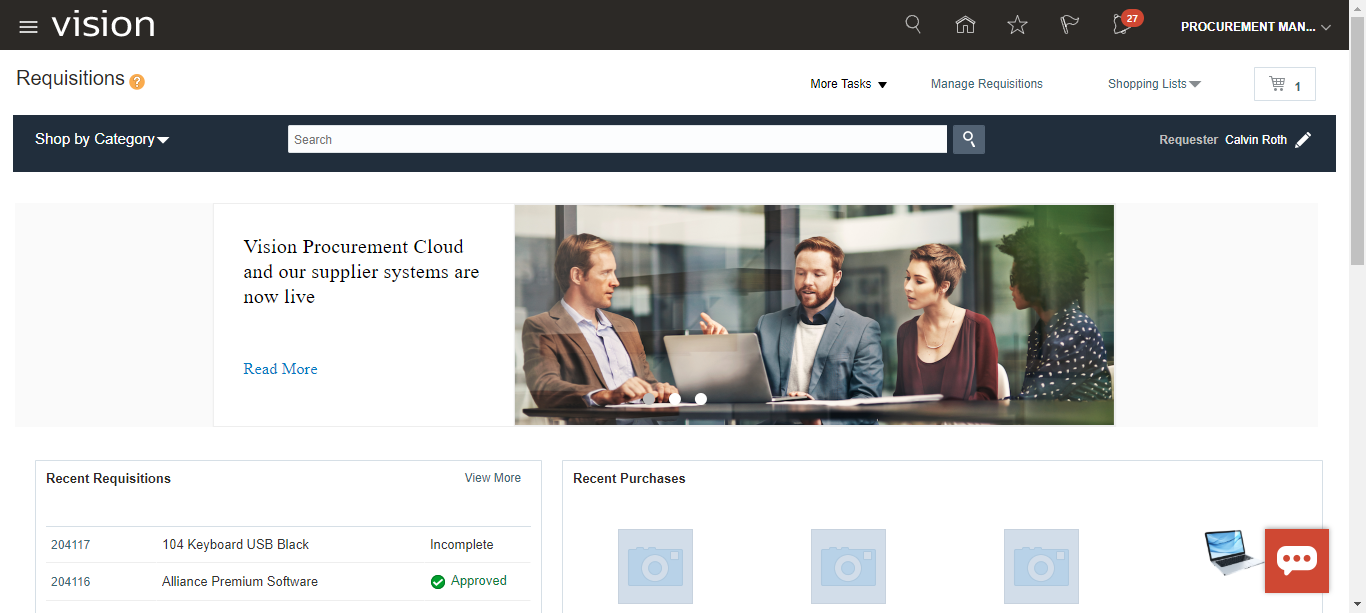 vision
27
PROCUREMENT MAN...
Requisitions ?
More Tasks
Manage Requisitions
Shopping Lists
1
Shop by Category
Search
Requester Calvin Roth
Vision Procurement Cloud
and our supplier systems are
now live
Read More
Recent Requisitions
View More
Recent Purchases
204117 104 Keyboard USB Black Incomplete
204116 Alliance Premium Software Approved